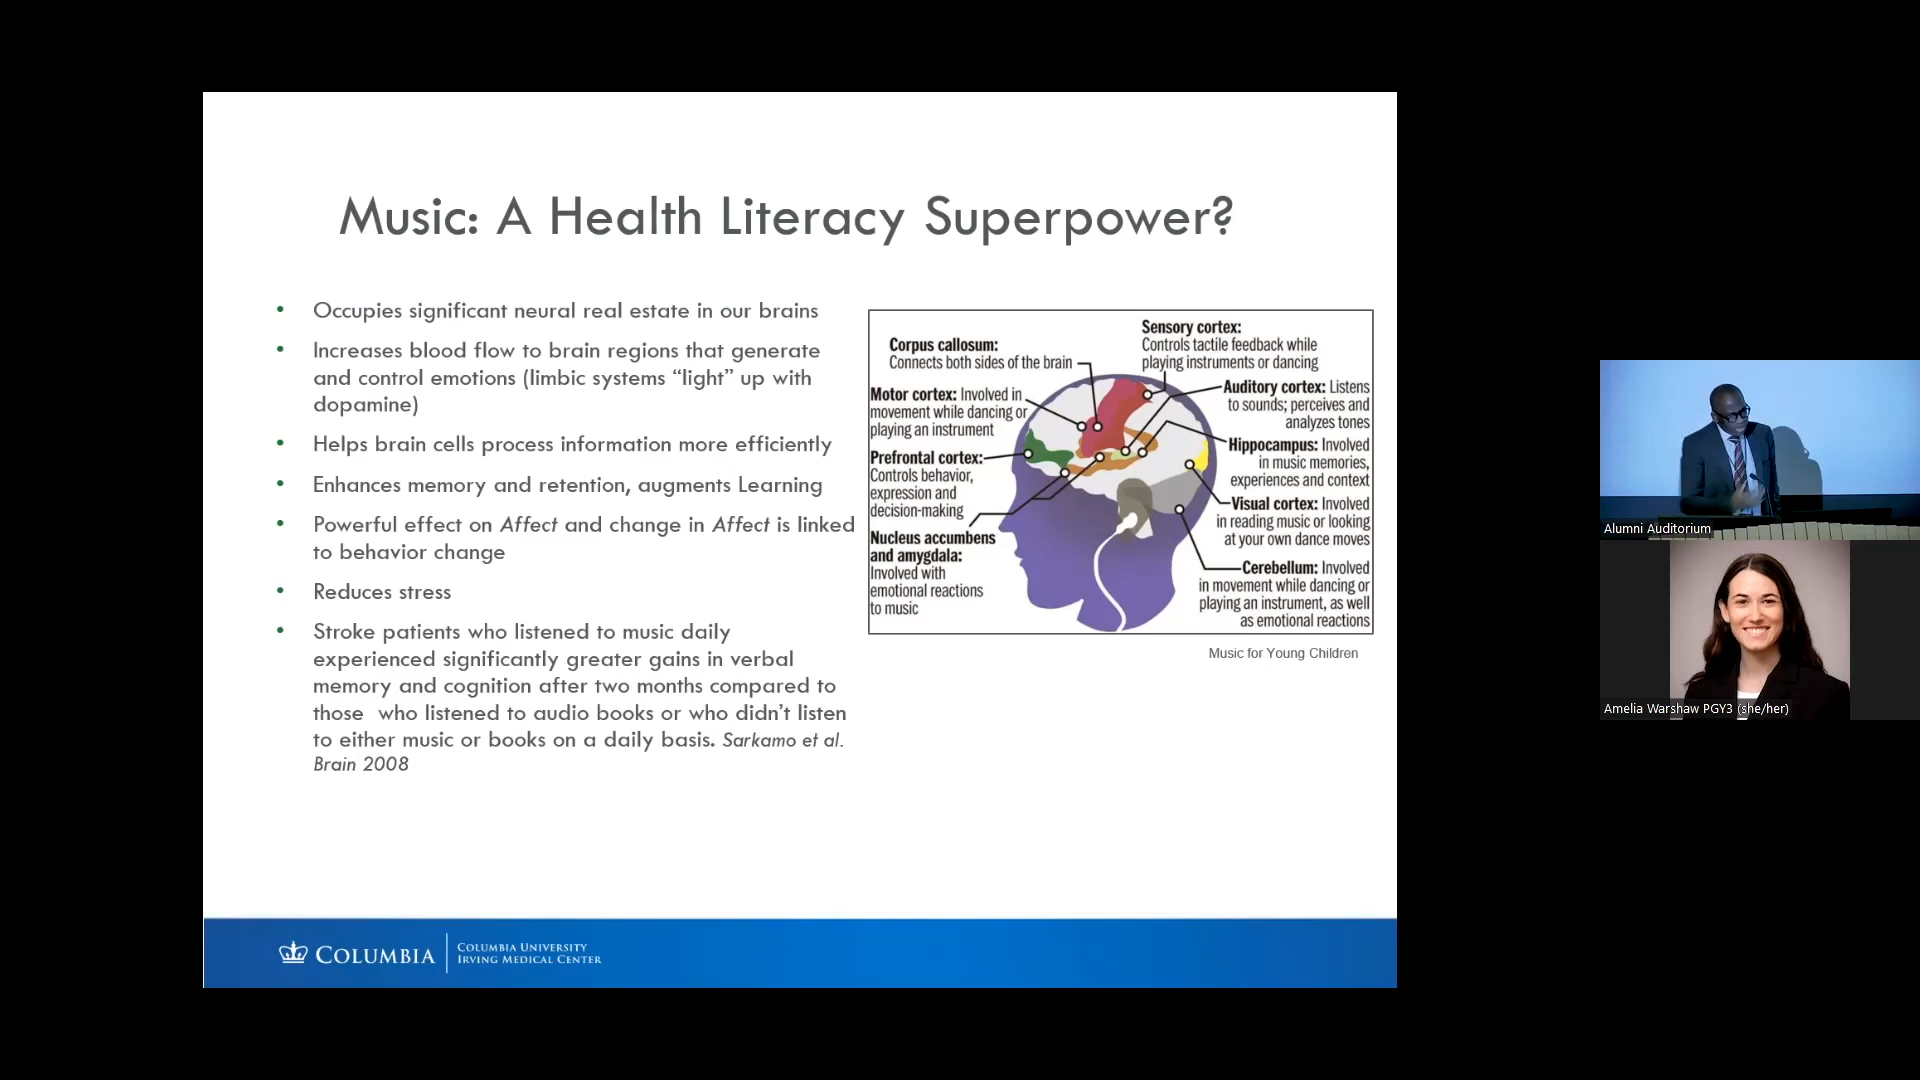 Music: A Health Literacy Superpower?
• Occupies significant neural real estate in our brains
• Increases blood flow to brain regions that generate
and control emotions (limbic systems “light” up with
dopamine)
• Helps brain cells process information more efficiently
• Enhances memory and retention, augments Learning
• Powerful effect on Affect and change in Affect is linked
to behavior change
• Reduces stress
• Stroke patients who listened to music daily
experienced significantly greater gains in verbal
memory and cognition after two months compared to
those who listened to audio books or who didn’t listen
to either music or books on a daily basis. Sarkamo et al.
Brain 2008
Corpus callosum:
Connects both sides of the brain
Motor cortex: Involved in
movement while dancing or
playing an instrument
Prefrontal cortex:
Controls behavior,
expression and
decision-making
Nucleus accumbens
and amygdala:
Involved with
emotional reactions
to music
Sensory cortex:
Controls tactile feedback while
playing instruments or dancing
Auditory cortex: Listens
to sounds; perceives and
analyzes tones
Hippocampus: Involved
in music memories,
experiences and context
Visual cortex: Involved
in reading music or looking
at your own dance moves
Cerebellum: Involved
in movement while dancing or
playing an instrument, as well
as emotional reactions
Music for Young Children
COLUMBIA
COLUMBIA UNIVERSITY
IRVING MEDICAL CENTER
Alumni Auditorium
Amelia Warshaw PGY3 (she/her)